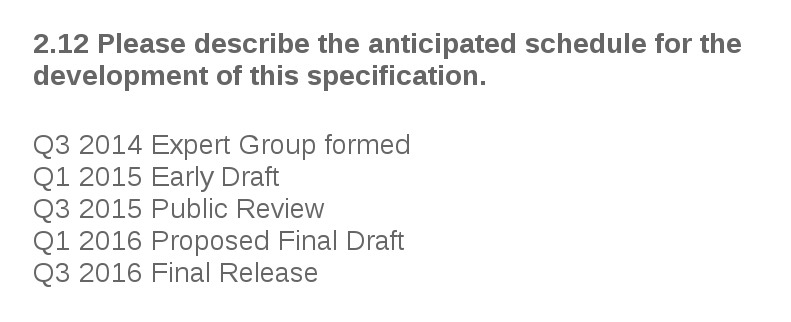 2.12 Please describe the anticipated schedule for the
development of this specification.
Q3 2014 Expert Group formed
Q1 2015 Early Draft
Q3 2015 Public Review
Q1 2016 Proposed Final Draft
Q3 2016 Final Release